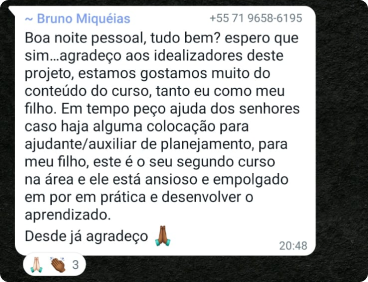 ~ Bruno Miquéias +55 71 9658-6195
Boa noite pessoal, tudo bem? espero que
sim…agradeço aos idealizadores deste
projeto, estamos gostamos muito do
conteúdo do curso, tanto eu como meu
filho. Em tempo peço ajuda dos senhores
caso haja alguma colocação para
ajudante/auxiliar de planejamento, para
meu filho, este é o seu segundo curso
na área e ele está ansioso e empolgado
em por em prática e desenvolver o
aprendizado.
Desde já agradeço 🙏🏾
20:48
🙏🏻 👏🏾 3